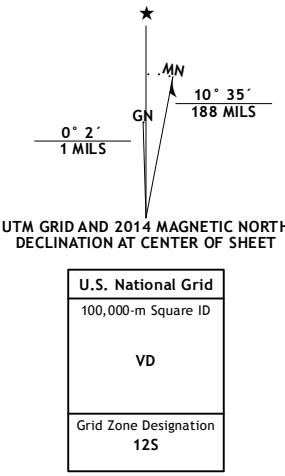 MN
10° 35´
188 MILS
GN
0° 2´
1 MILS
UTM GRID AND 2014 MAGNETIC NORTH
DECLINATION AT CENTER OF SHEET
U.S. National Grid
100,000-m Square ID
VD
Grid Zone Designation
12S